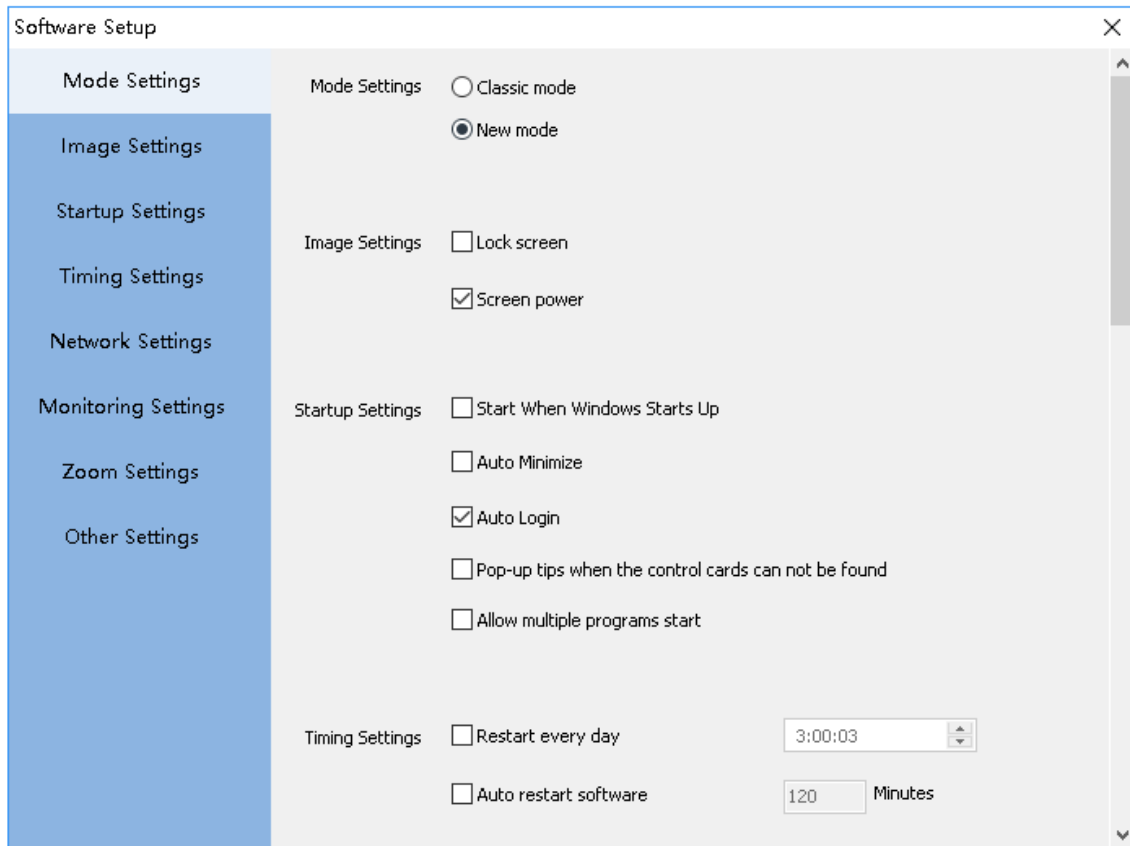 Software Setup
Mode Settings
Image Settings
Startup Settings
Timing Settings
Network Settings
Monitoring Settings
Zoom Settings
Other Settings
Mode Settings Classic mode
New mode
Image Settings Lock screen
Screen power
Startup Settings Start When Windows Starts Up
Auto Minimize
Auto Login
Pop-up tips when the control cards can not be found
Allow multiple programs start
Timing Settings Restart every day 3:00:03
Auto restart software 120 Minutes